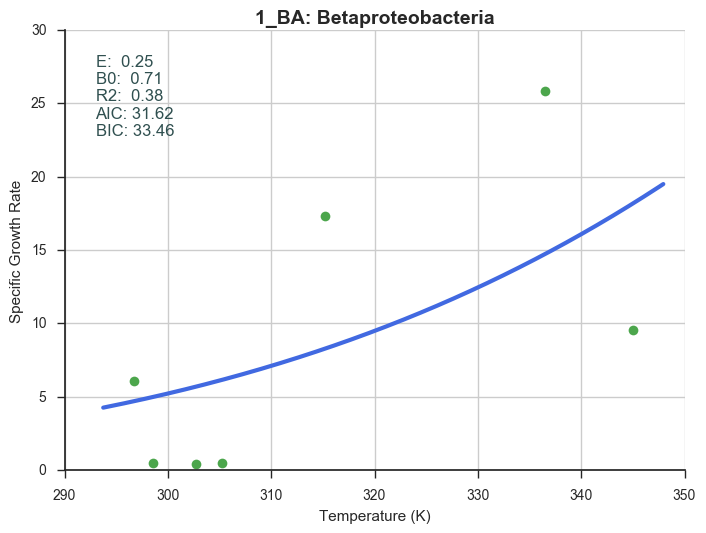 1_BA: Betaproteobacteria
E:  0.25
B0:  0.71
R2:  0.38
AIC: 31.62
BIC: 33.46
Specific Growth Rate
30
25
20
15
10
5
0
290 300 310 320 330 340 350
Temperature (K)